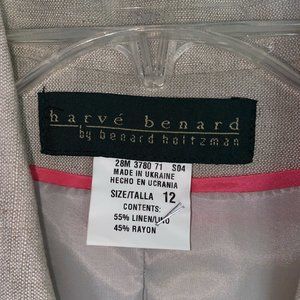 harvé benard
by benard holtzman
28M 3780 71 S04
MADE IN UKRAINE
HECHO EN UCRANIA
SIZE/TALLA 12
CONTENTS:
55% LINEN/LINO
45% RAYON